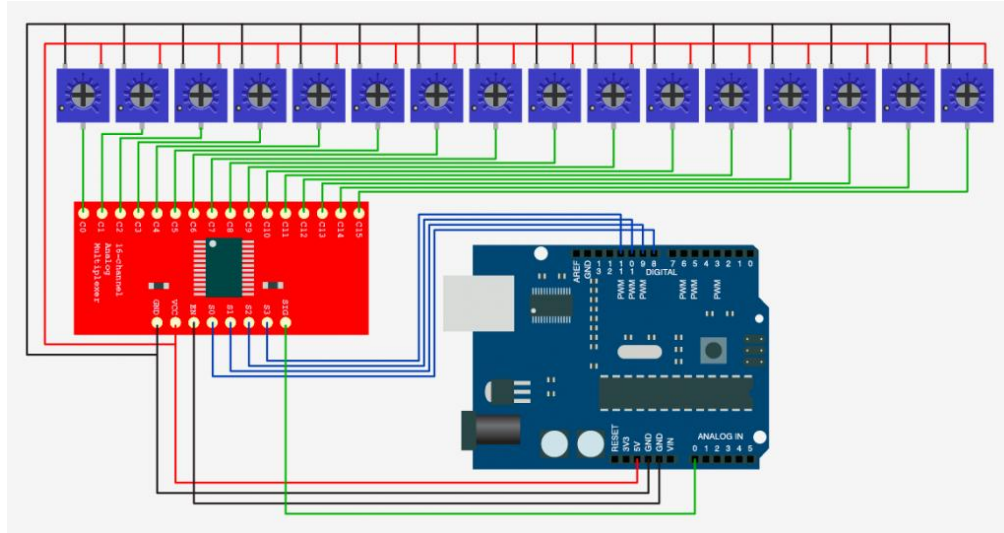 C0 C1 C2 C3 C4 C5 C6 C7 C8 C9 C10 C11 C12 C13 C14 C15
16-channel
Analog
Multiplexer
GND VCC EN S0 S1 S2 S3 SIG
AREF GND 13 12 11 10 9 8 7 6 5 4 3 2 1 0
PWM PWM PWM PWM PWM PWM
DIGITAL
ANALOG IN
RESET 3V3 5V GND GND VIN 0 1 2 3 4 5